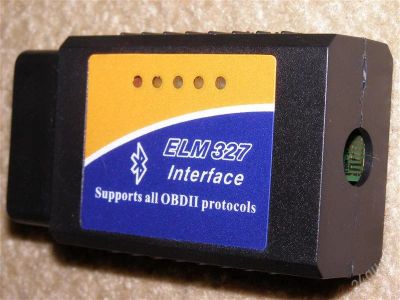 ELM 327
Interface
Supports all OBDII protocols